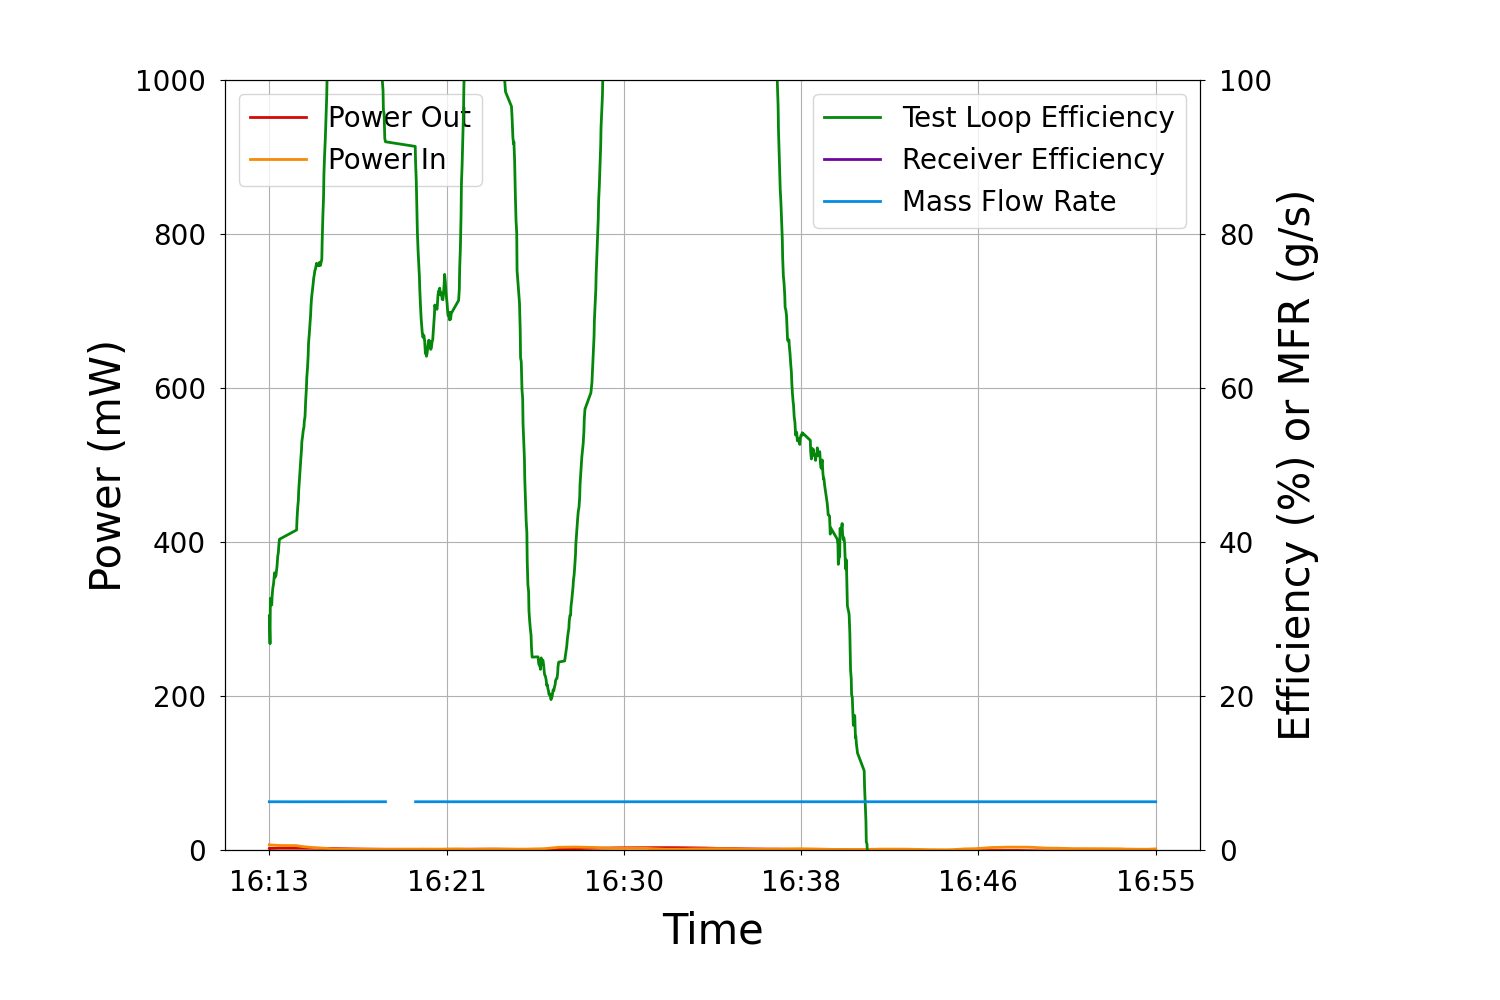 1000
800
600
400
200
0
Power (mW)
Power Out
Power In
Test Loop Efficiency
Receiver Efficiency
Mass Flow Rate
100
80
60
40
20
0
Efficiency (%) or MFR (g/s)
16:13 16:21 16:30 16:38 16:46 16:55
Time